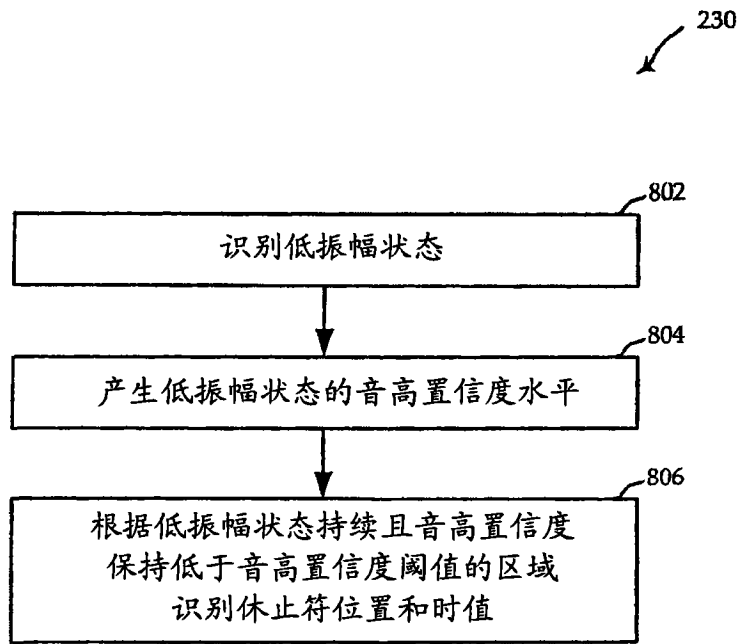 230
802
识别低振幅状态
804
产生低振幅状态的音高置信度水平
806
根据低振幅状态持续且音高置信度
保持低于音高置信度阈值的区域
识别休止符位置和时值